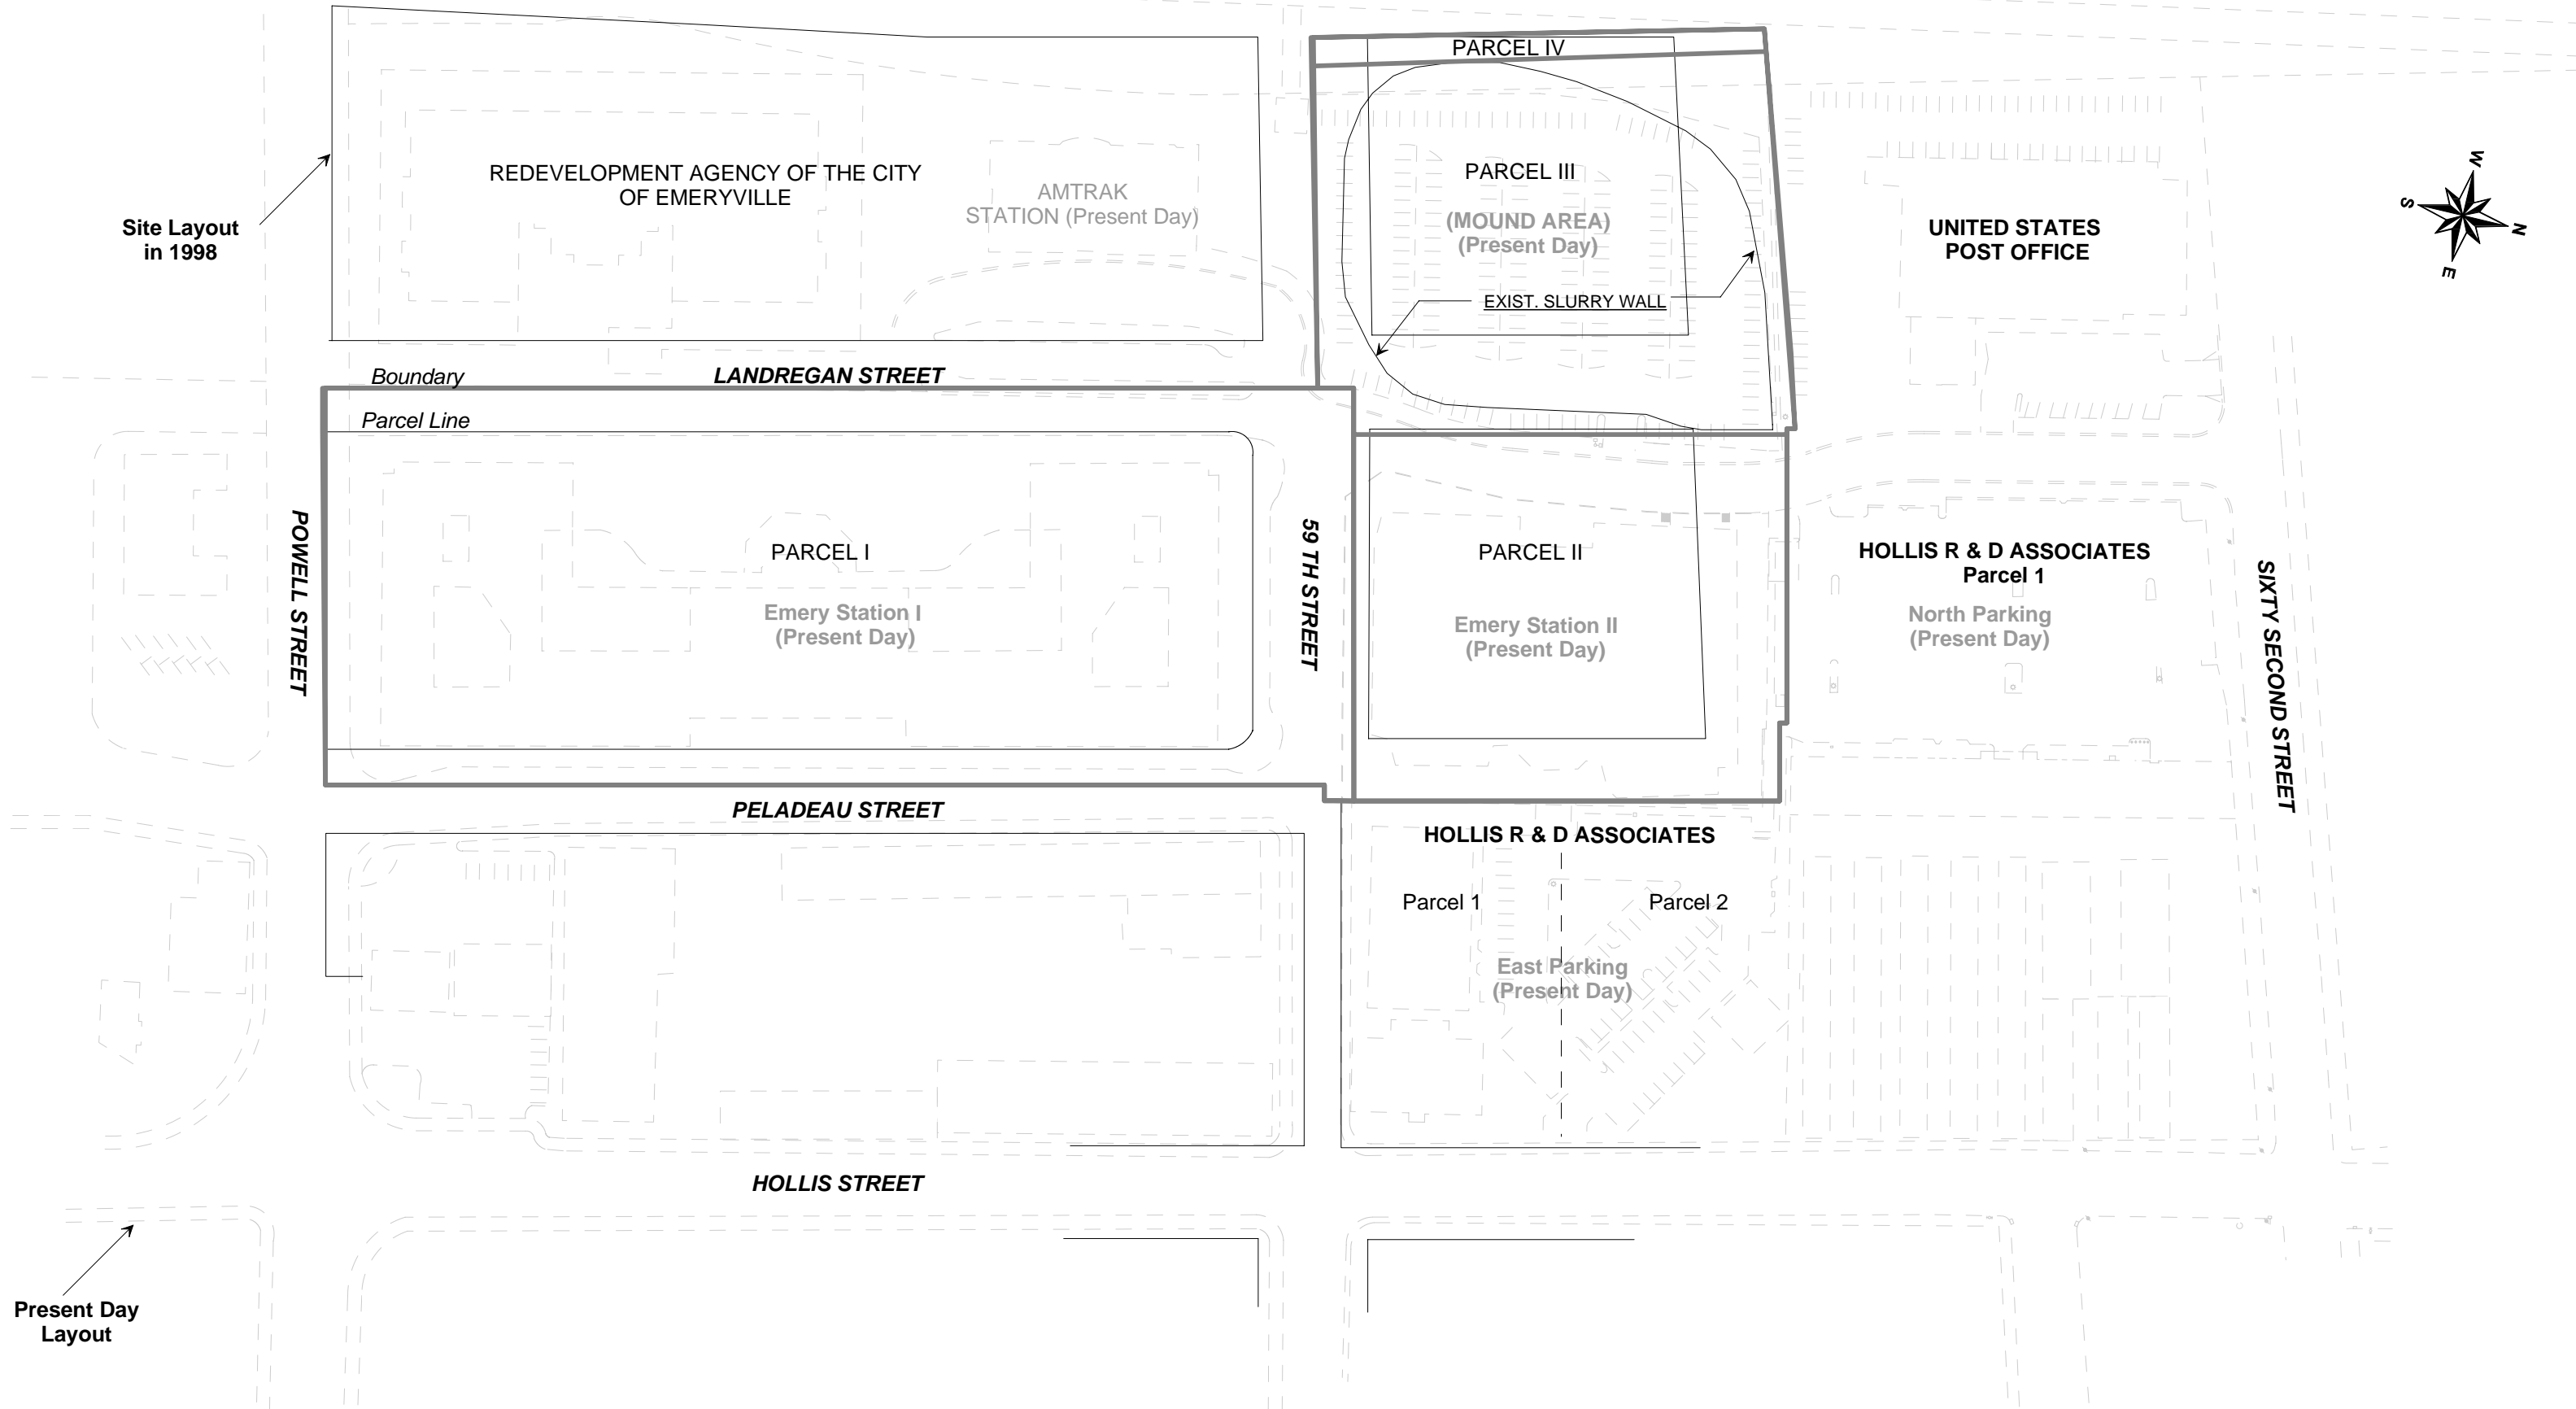 PARCEL IV
REDEVELOPMENT AGENCY OF THE CITY
OF EMERYVILLE
AMTRAK
STATION (Present Day)
PARCEL III
(MOUND AREA)
(Present Day)
EXIST. SLURRY WALL
UNITED STATES
POST OFFICE
W
S
N
E
Site Layout
in 1998
Boundary
LANDREGAN STREET
Parcel Line
POWELL STREET
PARCEL I
Emery Station I
(Present Day)
59 TH STREET
PARCEL II
Emery Station II
(Present Day)
HOLLIS R & D ASSOCIATES
Parcel 1
North Parking
(Present Day)
SIXTY SECOND STREET
PELADEAU STREET
HOLLIS R & D ASSOCIATES
Parcel 1
Parcel 2
East Parking
(Present Day)
HOLLIS STREET
Present Day
Layout